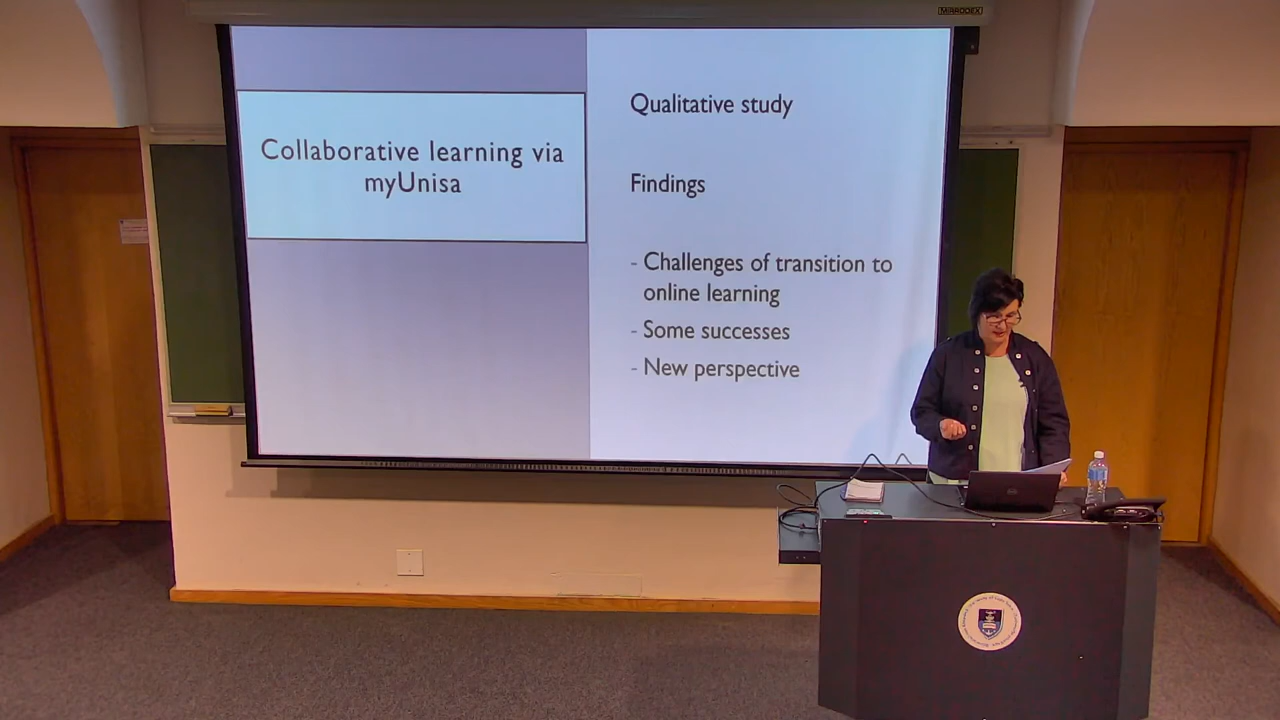 Collaborative learning via
myUnisa
Qualitative study
Findings
- Challenges of transition to
online learning
- Some successes
- New perspective